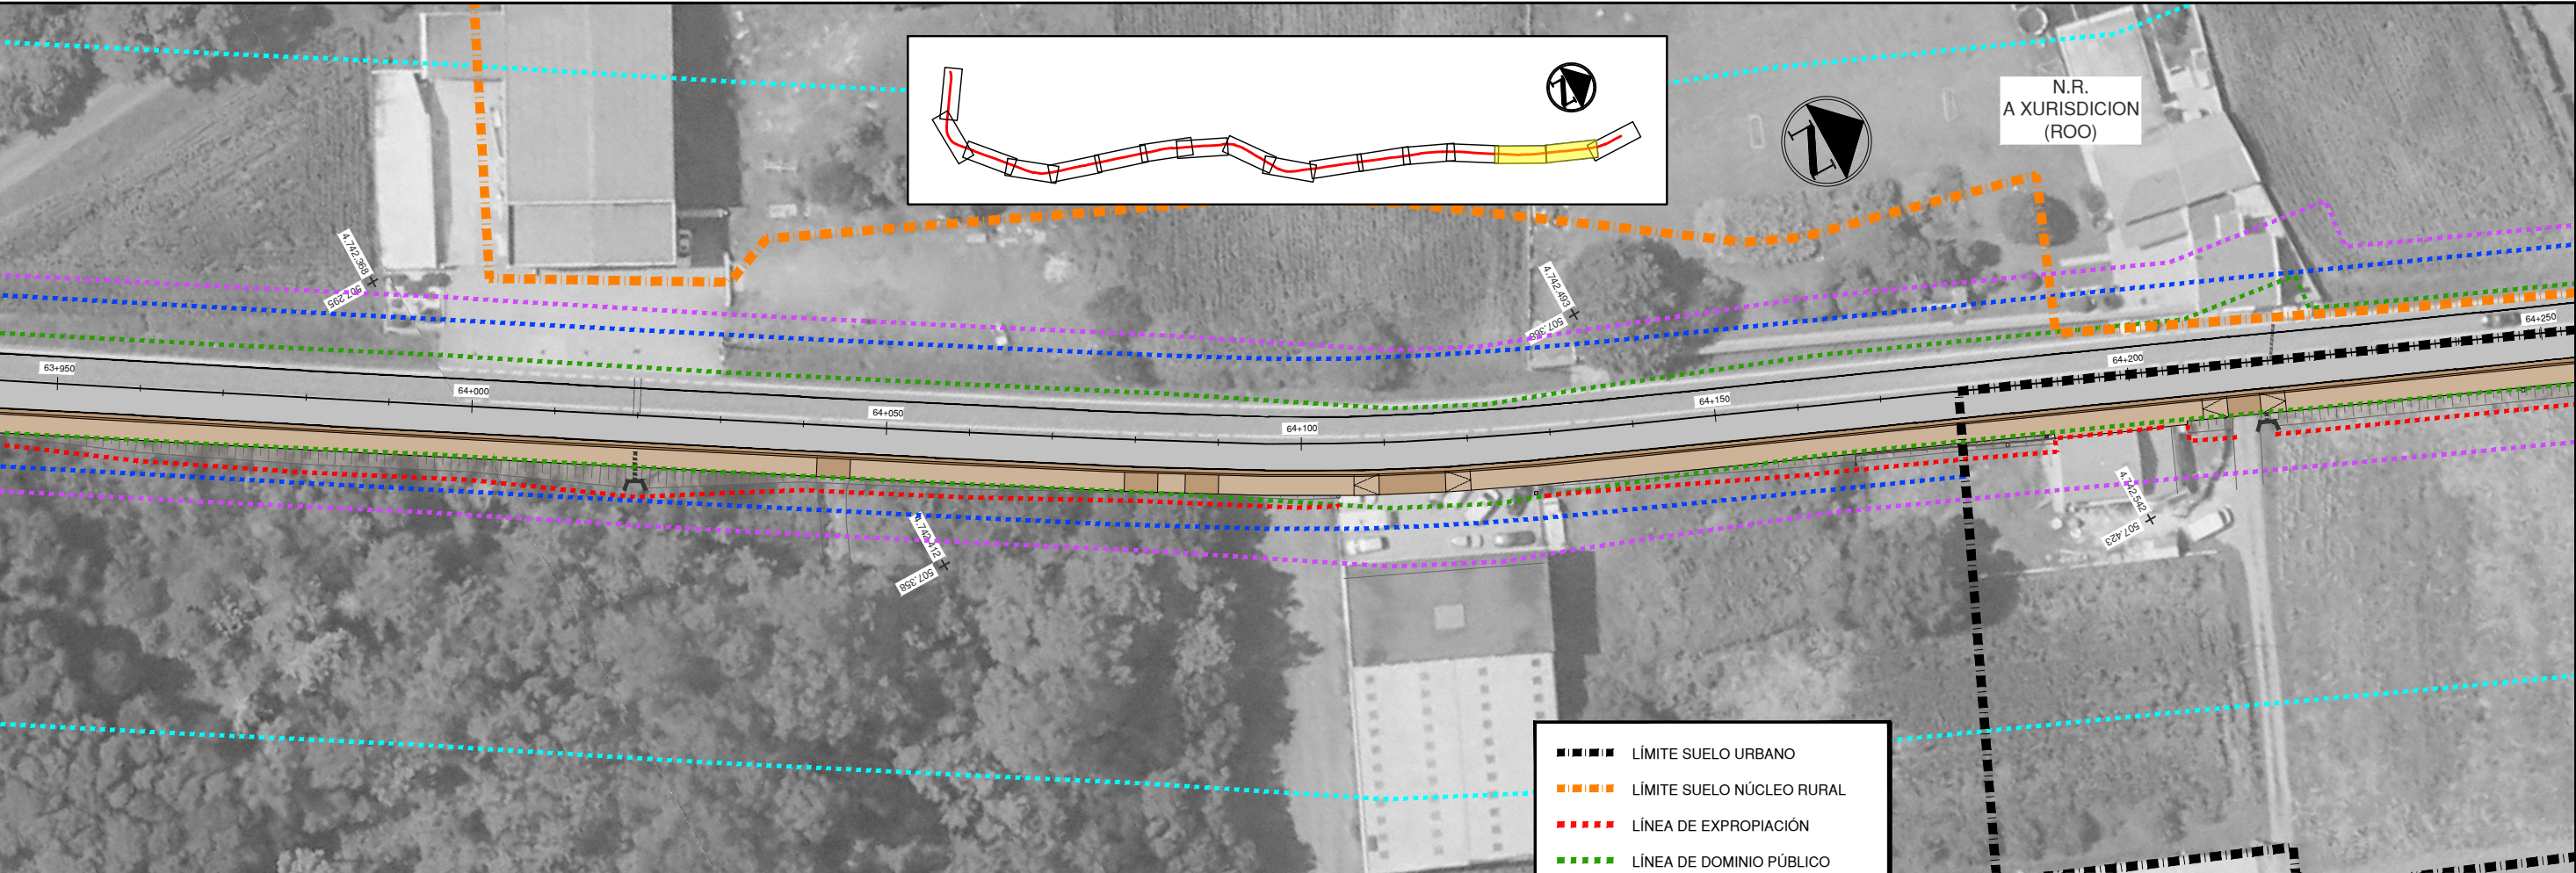 N.R.
A XURISDICION
(ROO)
4.742.368
507.295
4.742.493
507.369
63+950
64+000
64+050
64+100
64+150
64+200
64+250
4.742.412
507.358
4.742.542
507.423
LÍMITE SUELO URBANO
LÍMITE SUELO NÚCLEO RURAL
LÍNEA DE EXPROPIACIÓN
LÍNEA DE DOMINIO PÚBLICO